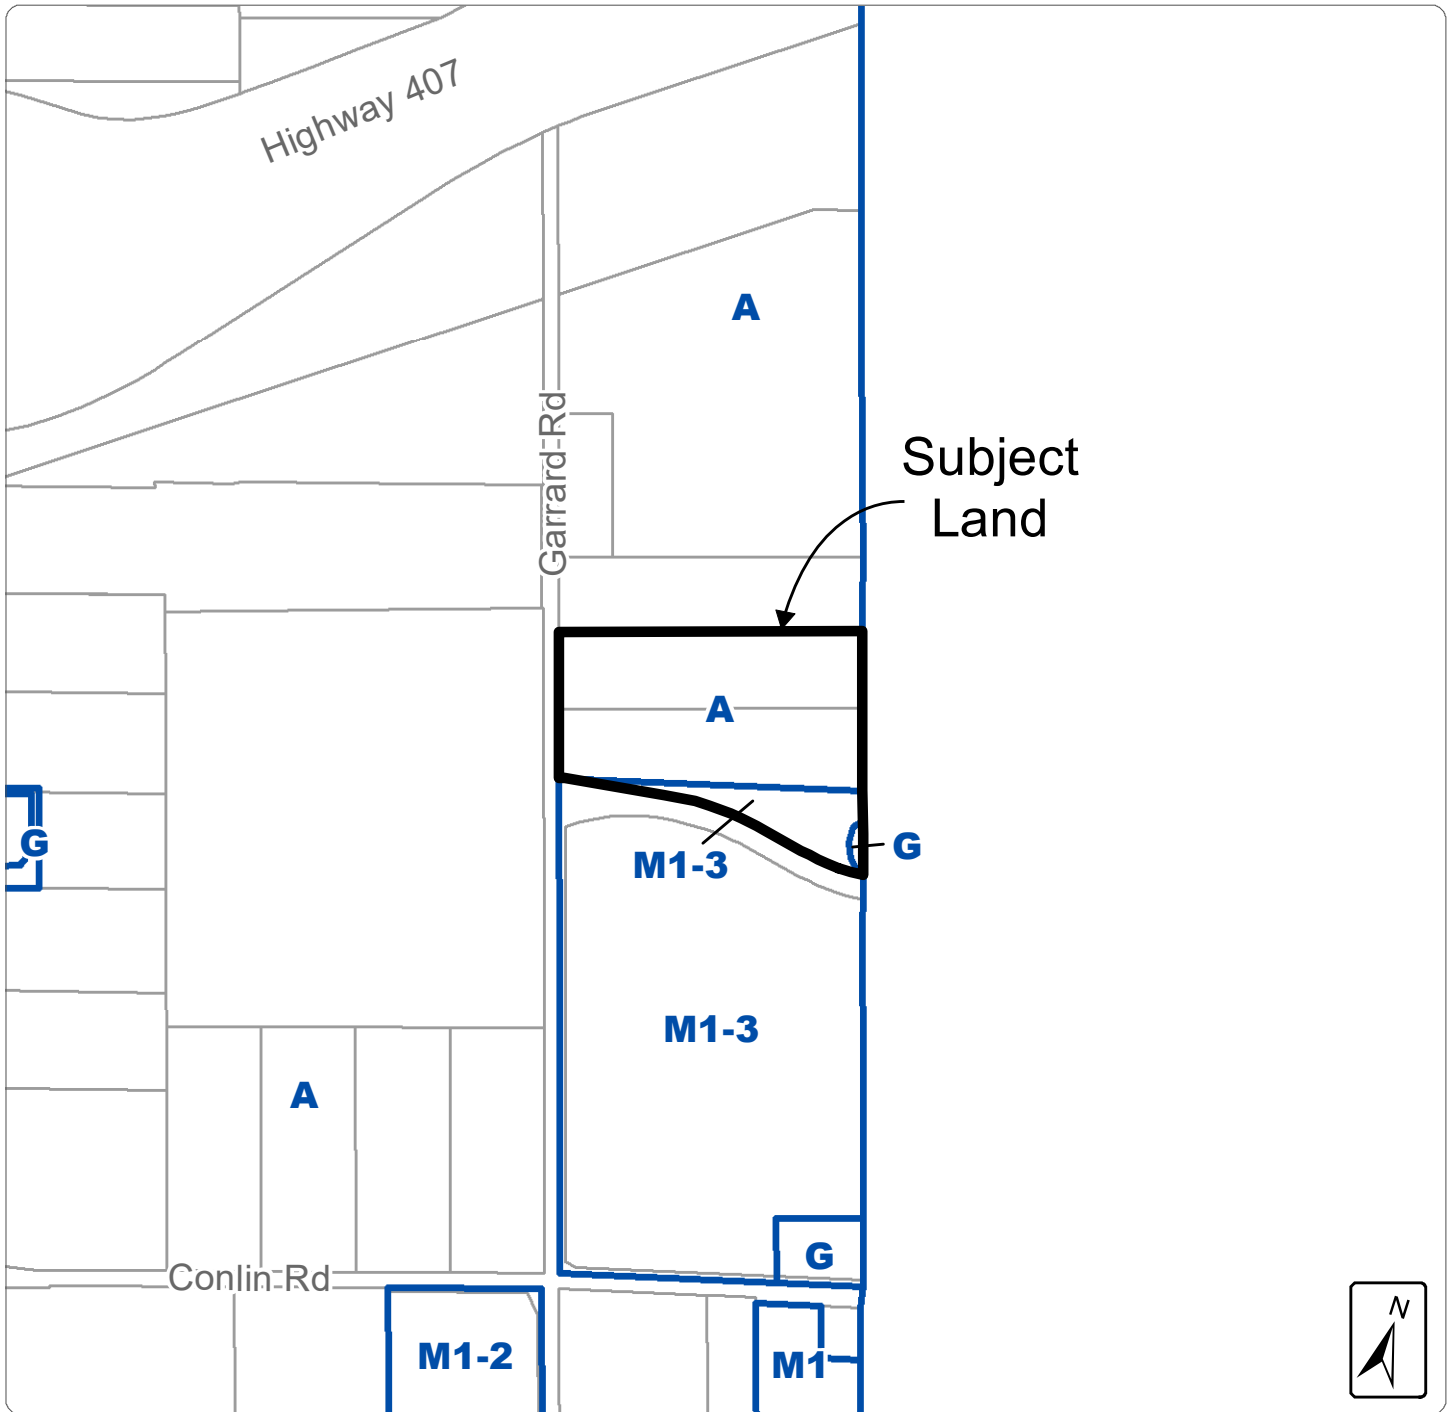 Highway 407
A
Garrard Rd
Subject
Land
A
G
M1-3
G
M1-3
A
G
Conlin Rd
M1-2
M1
N